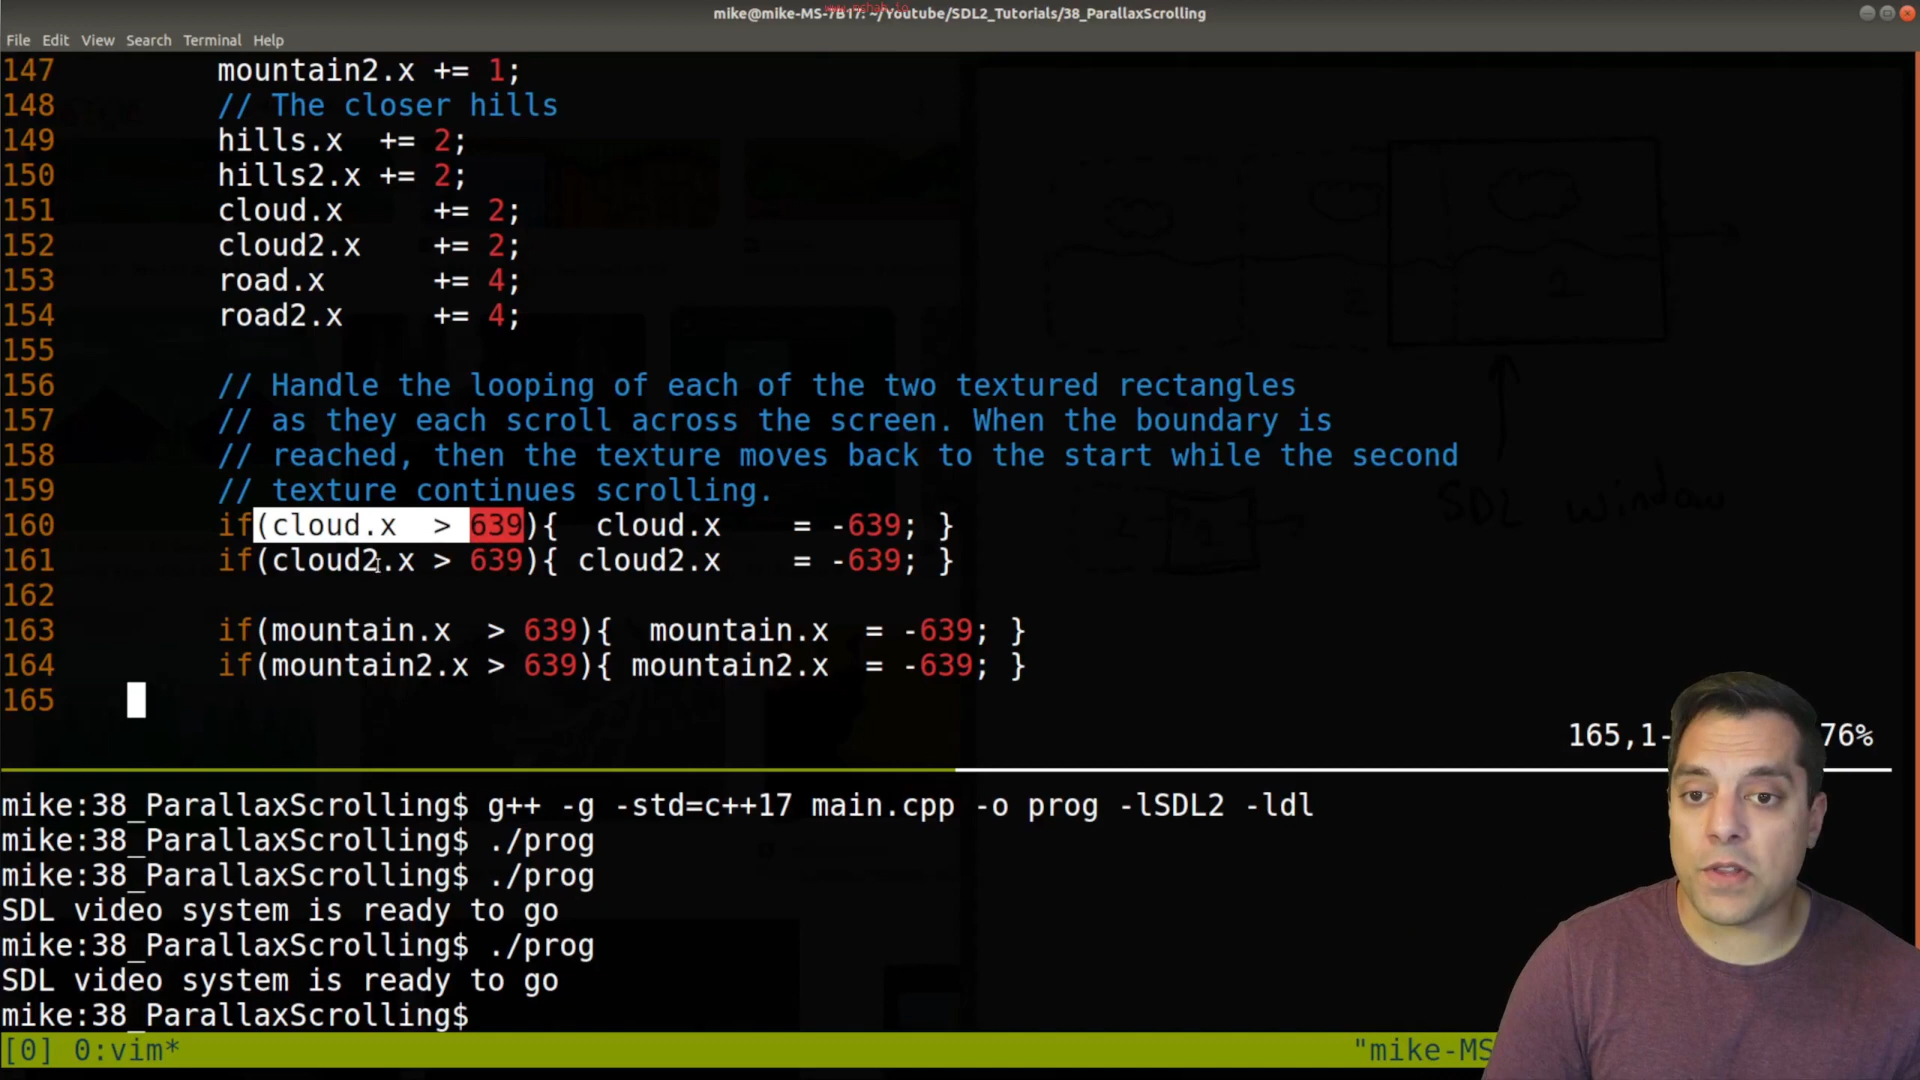 mike@mike-MS-7B17: ~/Youtube/SDL2_Tutorials/38_ParallaxScrolling
File Edit View Search Terminal Help
147 mountain2.x += 1;
148 // The closer hills
149 hills.x += 2;
150 hills2.x += 2;
151 cloud.x += 2;
152 cloud2.x += 2;
153 road.x += 4;
154 road2.x += 4;
155
156 // Handle the looping of each of the two textured rectangles
157 // as they each scroll across the screen. When the boundary is
158 // reached, then the texture moves back to the start while the second
159 // texture continues scrolling.
160 if(cloud.x > 639){ cloud.x = -639; }
161 if(cloud2.x > 639){ cloud2.x = -639; }
162
163 if(mountain.x > 639){ mountain.x = -639; }
164 if(mountain2.x > 639){ mountain2.x = -639; }
165
165,1- 76%
SDL2 window
mike:38_ParallaxScrolling$ g++ -g -std=c++17 main.cpp -o prog -lSDL2 -ldl
mike:38_ParallaxScrolling$ ./prog
mike:38_ParallaxScrolling$ ./prog
SDL video system is ready to go
mike:38_ParallaxScrolling$ ./prog
SDL video system is ready to go
mike:38_ParallaxScrolling$
[0] 0:vim* "mike-MS